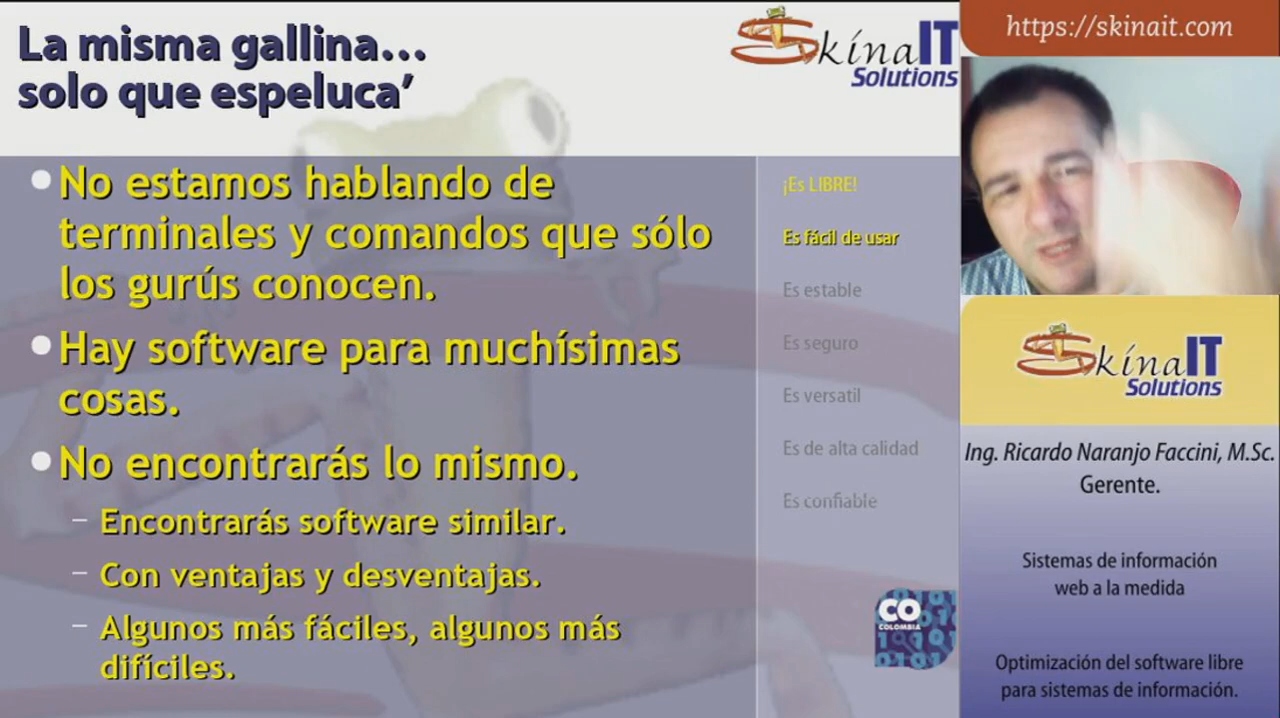 La misma gallina...
solo que espeluca'
SkinaIT
Solutions
https://skinait.com
No estamos hablando de
terminales y comandos que sólo
los gurús conocen.
Hay software para muchísimas
cosas.
No encontrarás lo mismo.
– Encontrarás software similar.
– Con ventajas y desventajas.
– Algunos más fáciles, algunos más
difíciles.
¡Es LIBRE!
Es fácil de usar
Es estable
Es seguro
Es versatil
Es de alta calidad
Es confiable
CO
COLOMBIA
SkínaIT
Solutions
Ing. Ricardo Naranjo Faccini, M.Sc.
Gerente.
Sistemas de información
web a la medida
Optimización del software libre
para sistemas de información.